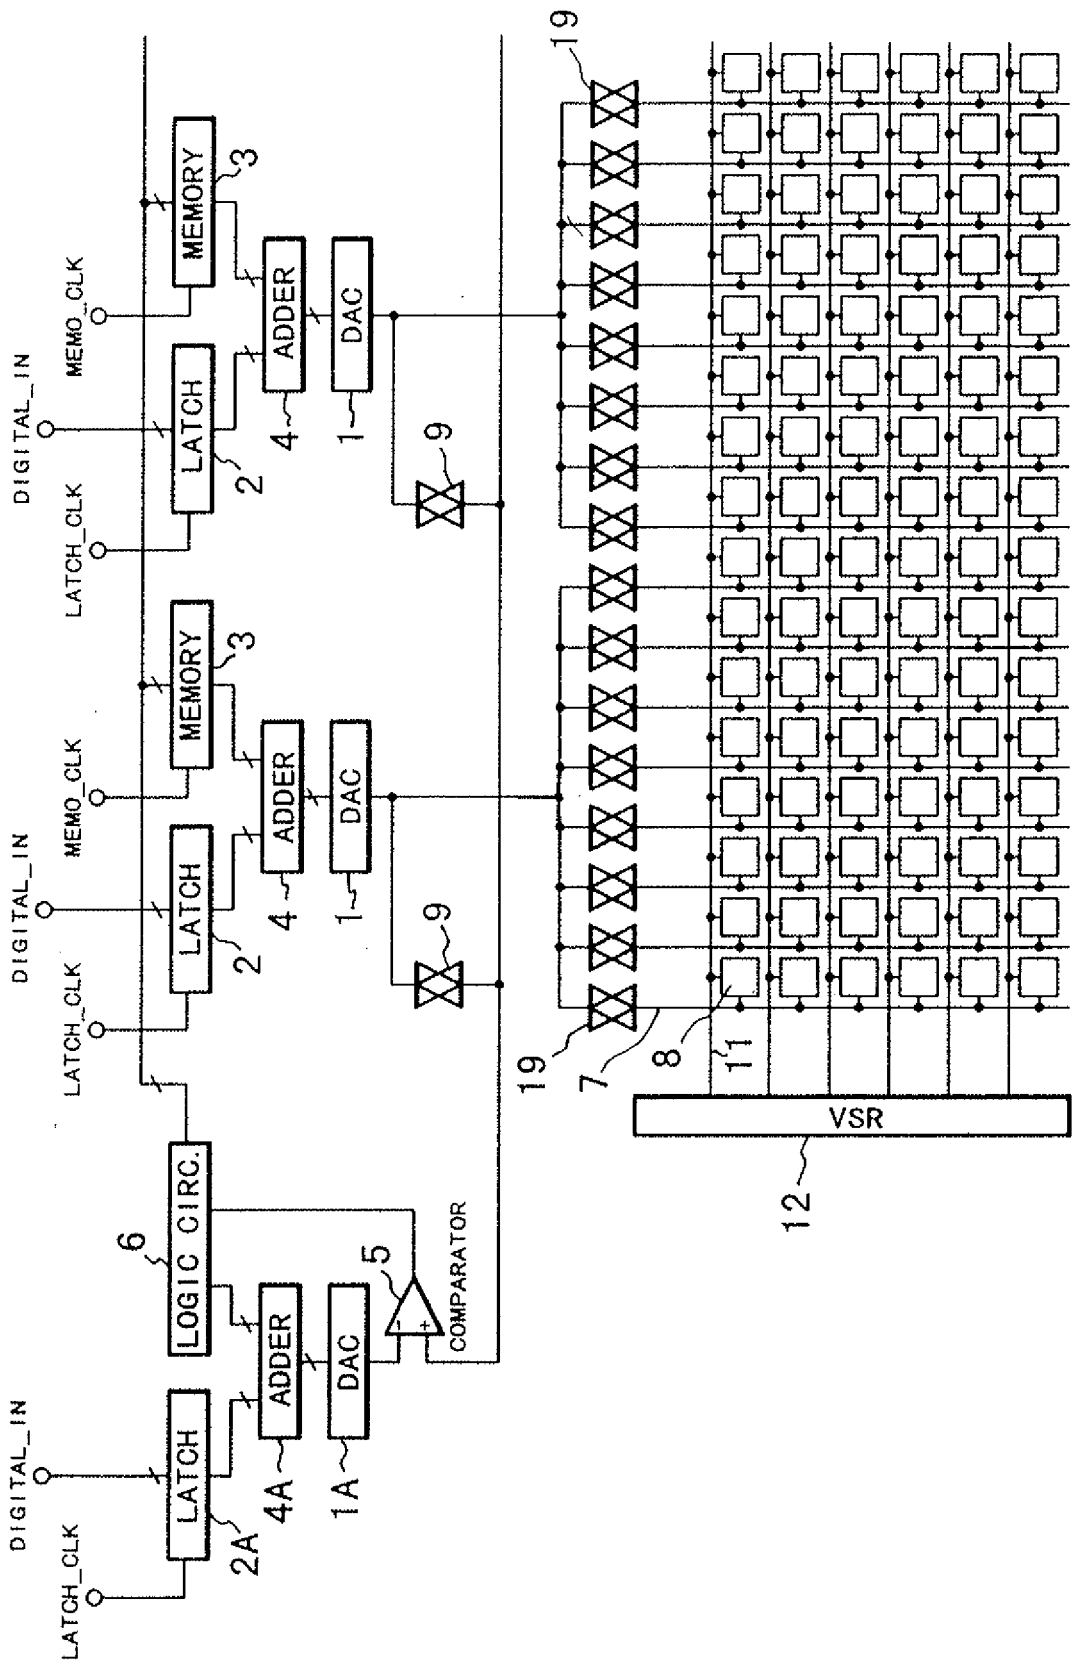 DIGITAL_IN
DIGITAL_IN
DIGITAL_IN
LATCH_CLK
LATCH_CLK
MEMO_CLK
LATCH_CLK
MEMO_CLK
LATCH
2A
LOGIC CIRC.
6
LATCH
2
MEMORY
3
LATCH
2
MEMORY
3
ADDER
4A
ADDER
4
ADDER
4
DAC
1A
DAC
1
DAC
1
5
COMPARATOR
-
+
9
9
19
19
7
8
11
VSR
12